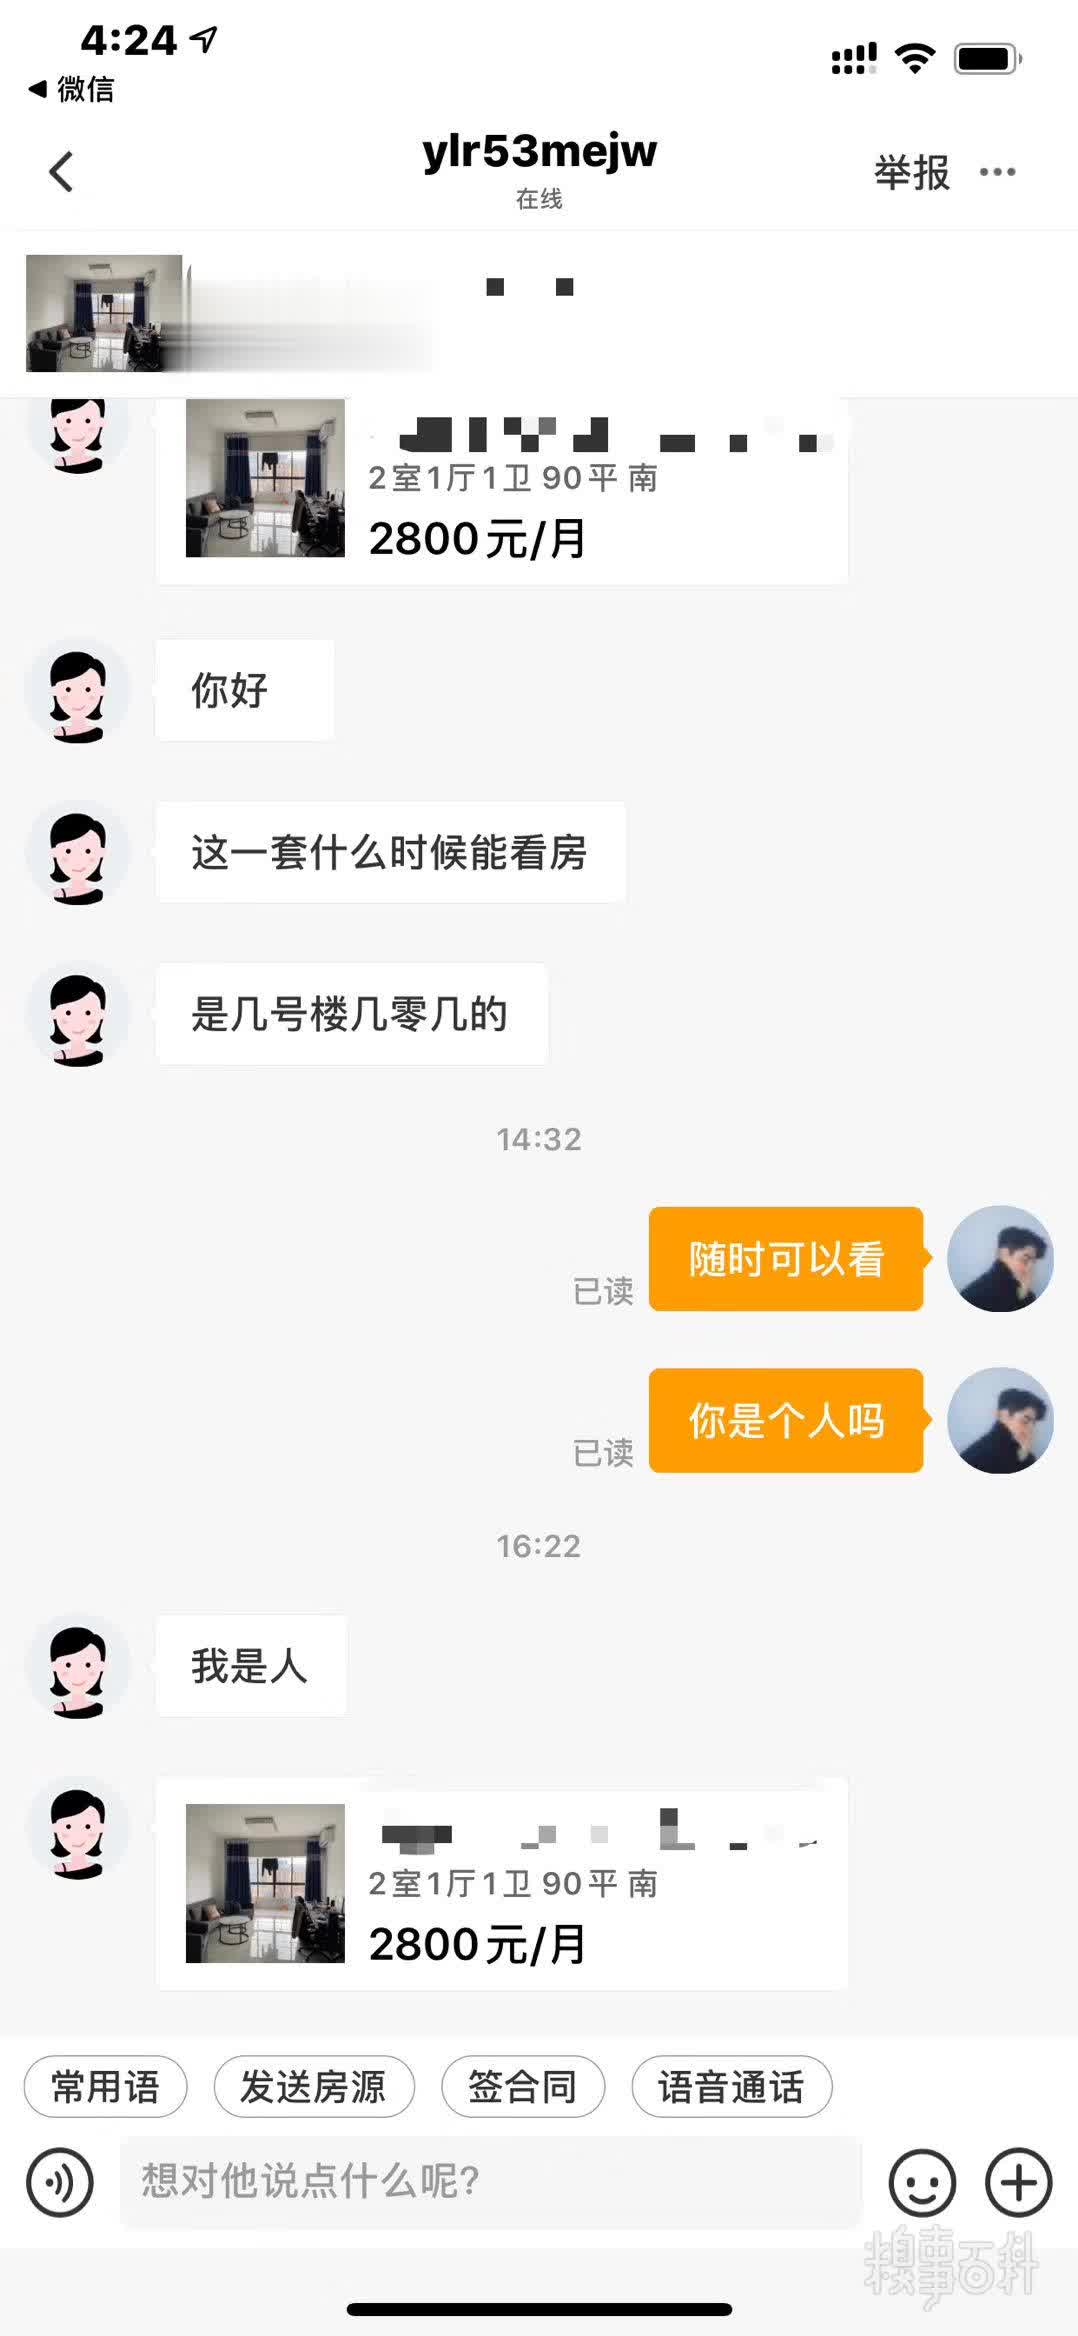 4:24
微信
ylr53mejw
在线
举报
2室1厅1卫 90平 南
2800元/月
你好
这一套什么时候能看房
是几号楼几零几的
14:32
随时可以看
已读
你是个人吗
已读
16:22
我是人
2室1厅1卫 90平 南
2800元/月
常用语
发送房源
签合同
语音通话
想对他说点什么呢?
糗事百科